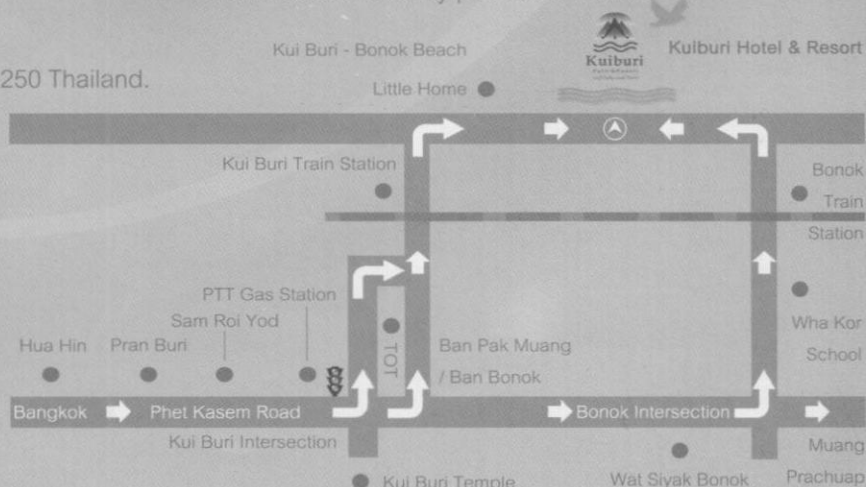 Kui Buri - Bonok Beach
Kuiburi
Kuiburi Hotel & Resort
250 Thailand.
Little Home
Kui Buri Train Station
Bonok
Train
Station
PTT Gas Station
Sam Roi Yod
Hua Hin
Pran Buri
TOT
Ban Pak Muang
/ Ban Bonok
Wha Kor
School
Bangkok
Phet Kasem Road
Bonok Intersection
Kui Buri Intersection
Muang
Prachuap
Kui Buri Temple
Wat Siyak Bonok